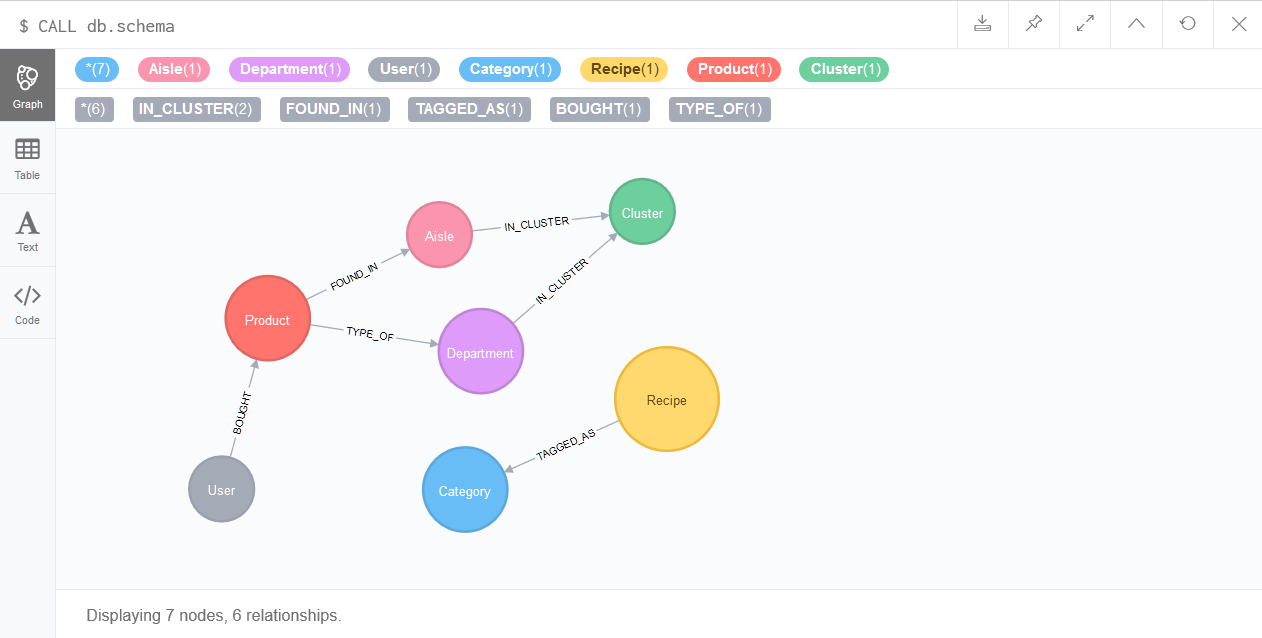 $ CALL db.schema
*(7) Aisle(1) Department(1) User(1) Category(1) Recipe(1) Product(1) Cluster(1)
Graph
*(6) IN_CLUSTER(2) FOUND_IN(1) TAGGED_AS(1) BOUGHT(1) TYPE_OF(1)
Table
A
Text
</>
Code
Cluster
IN_CLUSTER
Aisle
FOUND_IN
IN_CLUSTER
Product
TYPE_OF
Department
Recipe
BOUGHT
TAGGED_AS
User
Category
Displaying 7 nodes, 6 relationships.